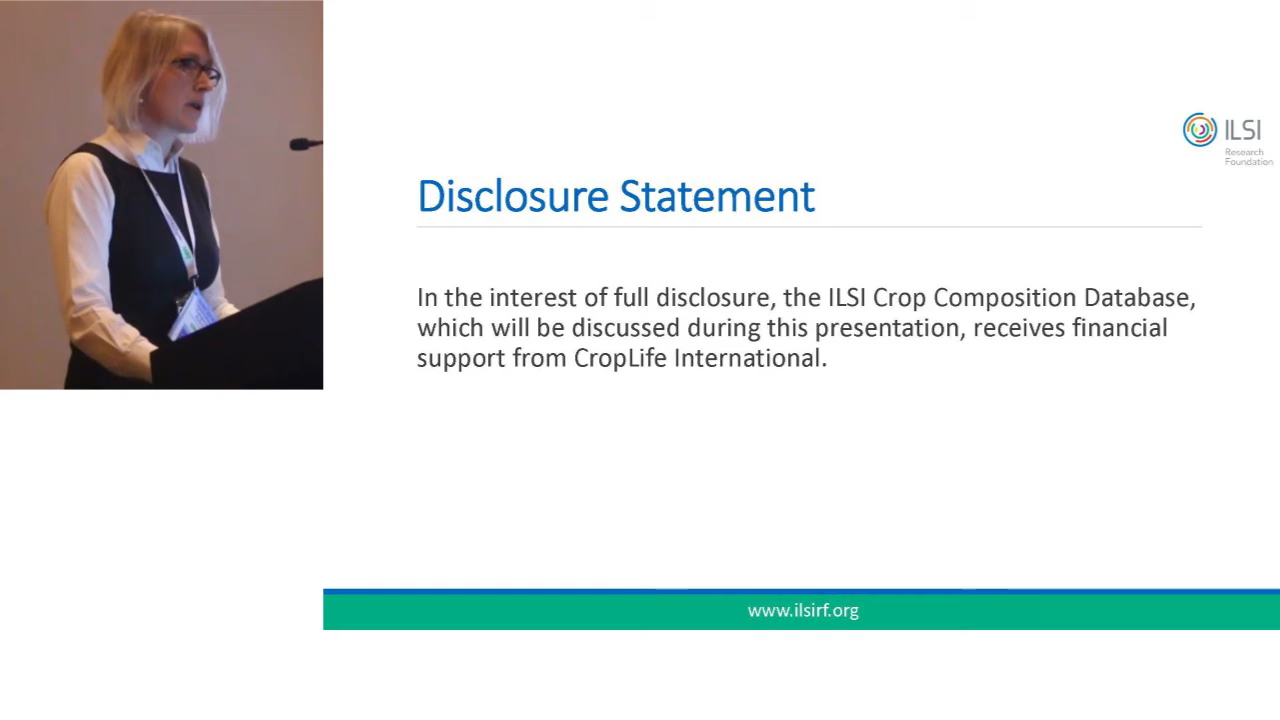 ILSI
Research
Foundation
Disclosure Statement
In the interest of full disclosure, the ILSI Crop Composition Database,
which will be discussed during this presentation, receives financial
support from CropLife International.
www.ilsirf.org